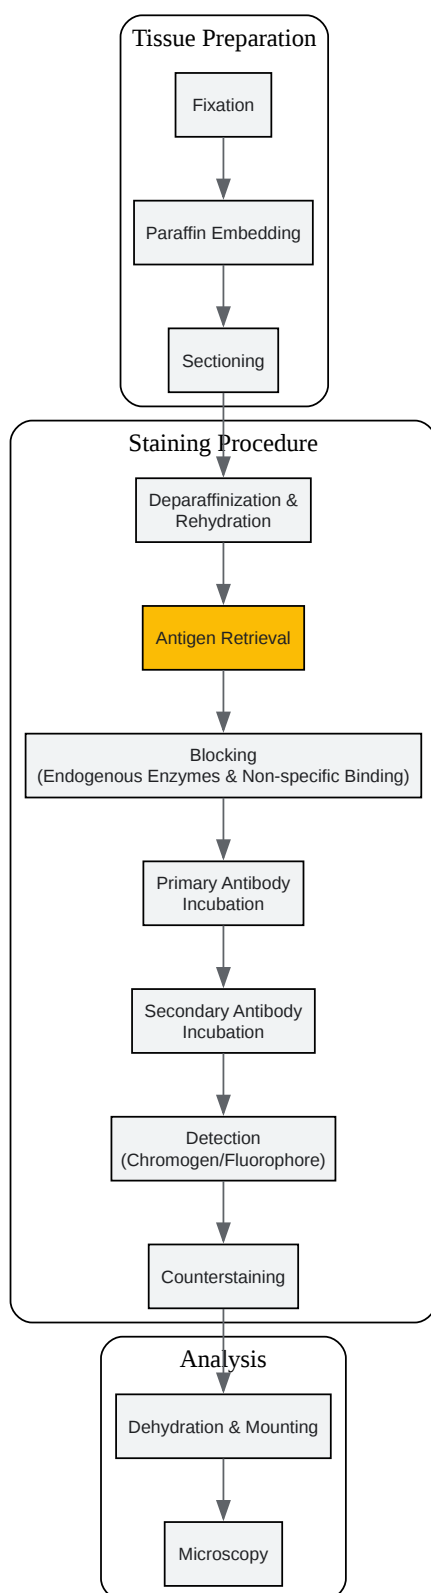 Tissue Preparation
Fixation
Paraffin Embedding
Sectioning
Staining Procedure
Deparaffinization &
Rehydration
Antigen Retrieval
Blocking
(Endogenous Enzymes & Non-specific Binding)
Primary Antibody
Incubation
Secondary Antibody
Incubation
Detection
(Chromogen/Fluorophore)
Counterstaining
Analysis
Dehydration & Mounting
Microscopy